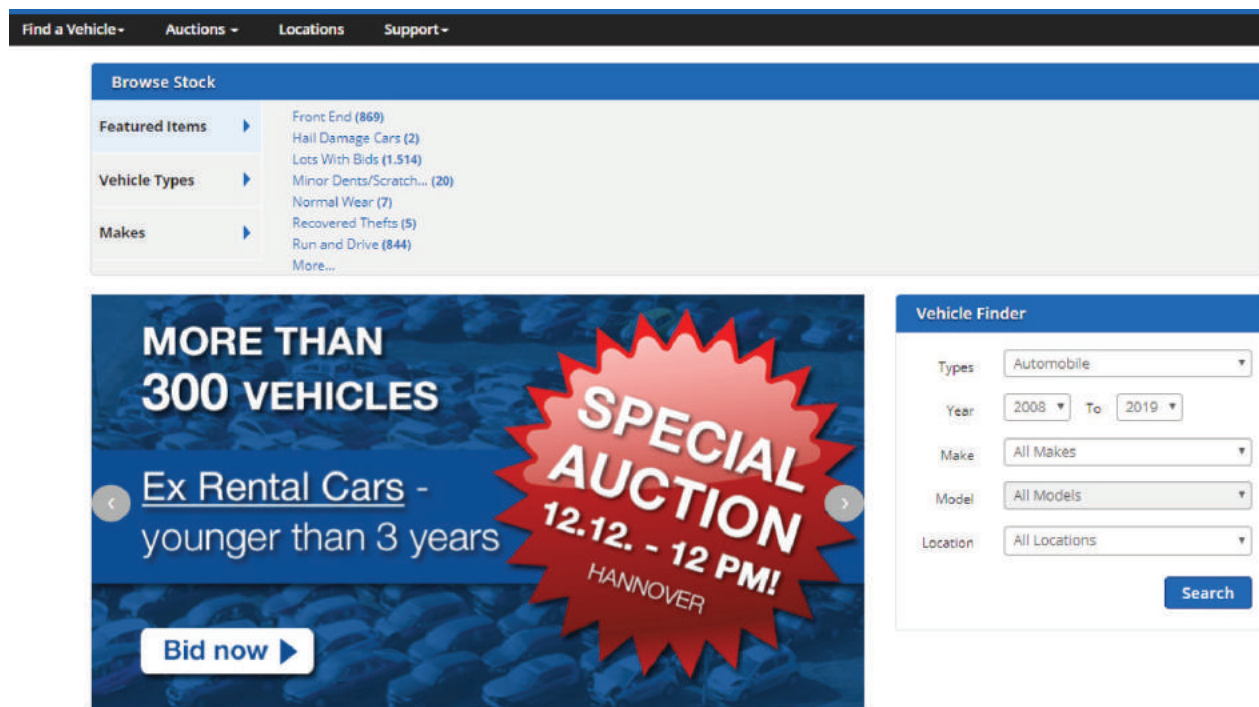 Find a Vehicle Auctions Locations Support
Browse Stock
Featured Items
Vehicle Types
Makes
Front End (869)
Hail Damage Cars (2)
Lots With Bids (1.514)
Minor Dents/Scratch... (20)
Normal Wear (7)
Recovered Thefts (5)
Run and Drive (844)
More...
MORE THAN
300 VEHICLES
Ex Rental Cars -
younger than 3 years
Bid now
SPECIAL
AUCTION
12.12. - 12 PM!
HANNOVER
Vehicle Finder
Types Automobile
Year 2008 To 2019
Make All Makes
Model All Models
Location All Locations
Search